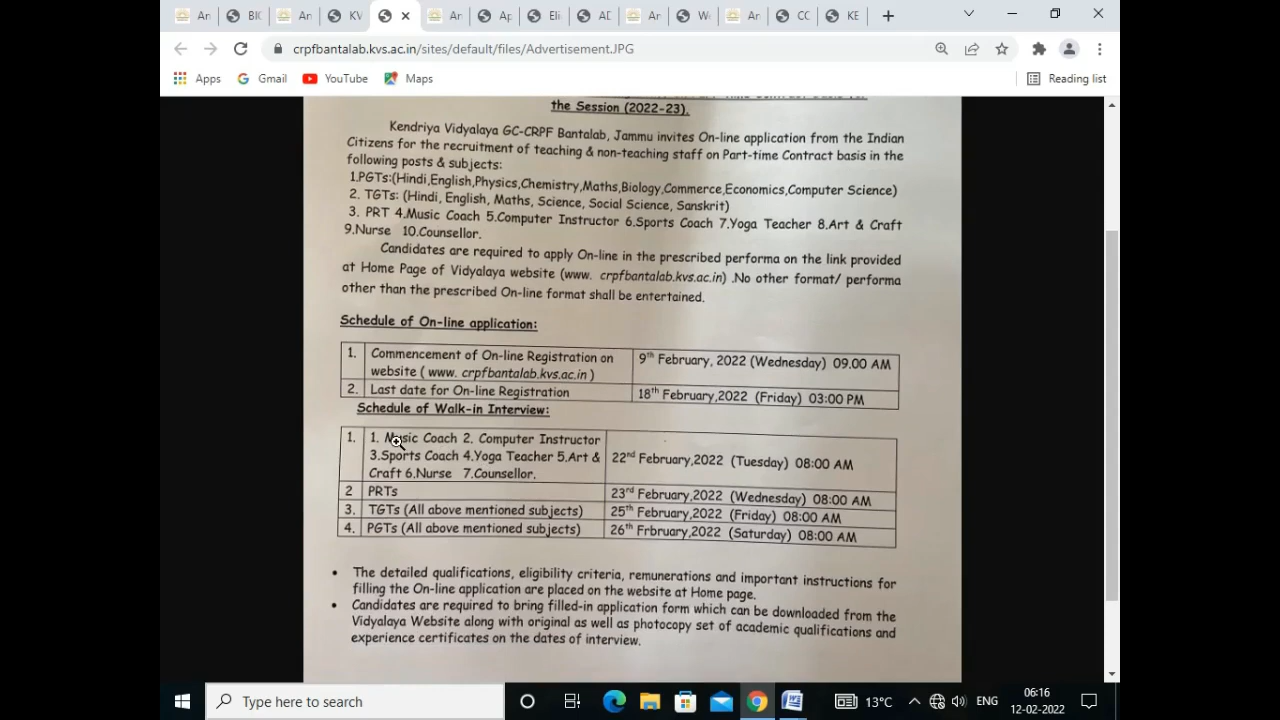 An
BIC
An
KV
An
Ap
Eli
AD
An
We
An
CC
KE
crpfbantalab.kvs.ac.in/sites/default/files/Advertisement.JPG
Apps Gmail YouTube Maps Reading list
the Session (2022-23).
Kendriya Vidyalaya GC-CRPF Bantalab, Jammu invites On-line application from the Indian
Citizens for the recruitment of teaching & non-teaching staff on Part-time Contract basis in the
following posts & subjects:
1.PGTs:(Hindi,English,Physics,Chemistry,Maths,Biology,Commerce,Economics,Computer Science)
2. TGTs: (Hindi, English, Maths, Science, Social Science, Sanskrit)
3. PRT 4.Music Coach 5.Computer Instructor 6.Sports Coach 7.Yoga Teacher 8.Art & Craft
9.Nurse 10.Counsellor.
Candidates are required to apply On-line in the prescribed performa on the link provided
at Home Page of Vidyalaya website (www. crpfbantalab.kvs.ac.in) .No other format/ performa
other than the prescribed On-line format shall be entertained.
Schedule of On-line application:
1. Commencement of On-line Registration on 9th February, 2022 (Wednesday) 09.00 AM
website ( www. crpfbantalab.kvs.ac.in )
2. Last date for On-line Registration 18th February,2022 (Friday) 03:00 PM
Schedule of Walk-in Interview:
1. 1. Music Coach 2. Computer Instructor
3.Sports Coach 4.Yoga Teacher 5.Art & 22nd February,2022 (Tuesday) 08:00 AM
Craft 6.Nurse 7.Counsellor.
2 PRTs 23rd February,2022 (Wednesday) 08:00 AM
3. TGTs (All above mentioned subjects) 25th February,2022 (Friday) 08:00 AM
4. PGTs (All above mentioned subjects) 26th Frbruary,2022 (Saturday) 08:00 AM
• The detailed qualifications, eligibility criteria, remunerations and important instructions for
filling the On-line application are placed on the website at Home page.
• Candidates are required to bring filled-in application form which can be downloaded from the
Vidyalaya Website along with original as well as photocopy set of academic qualifications and
experience certificates on the dates of interview.
Type here to search
13°C
ENG
06:16
12-02-2022